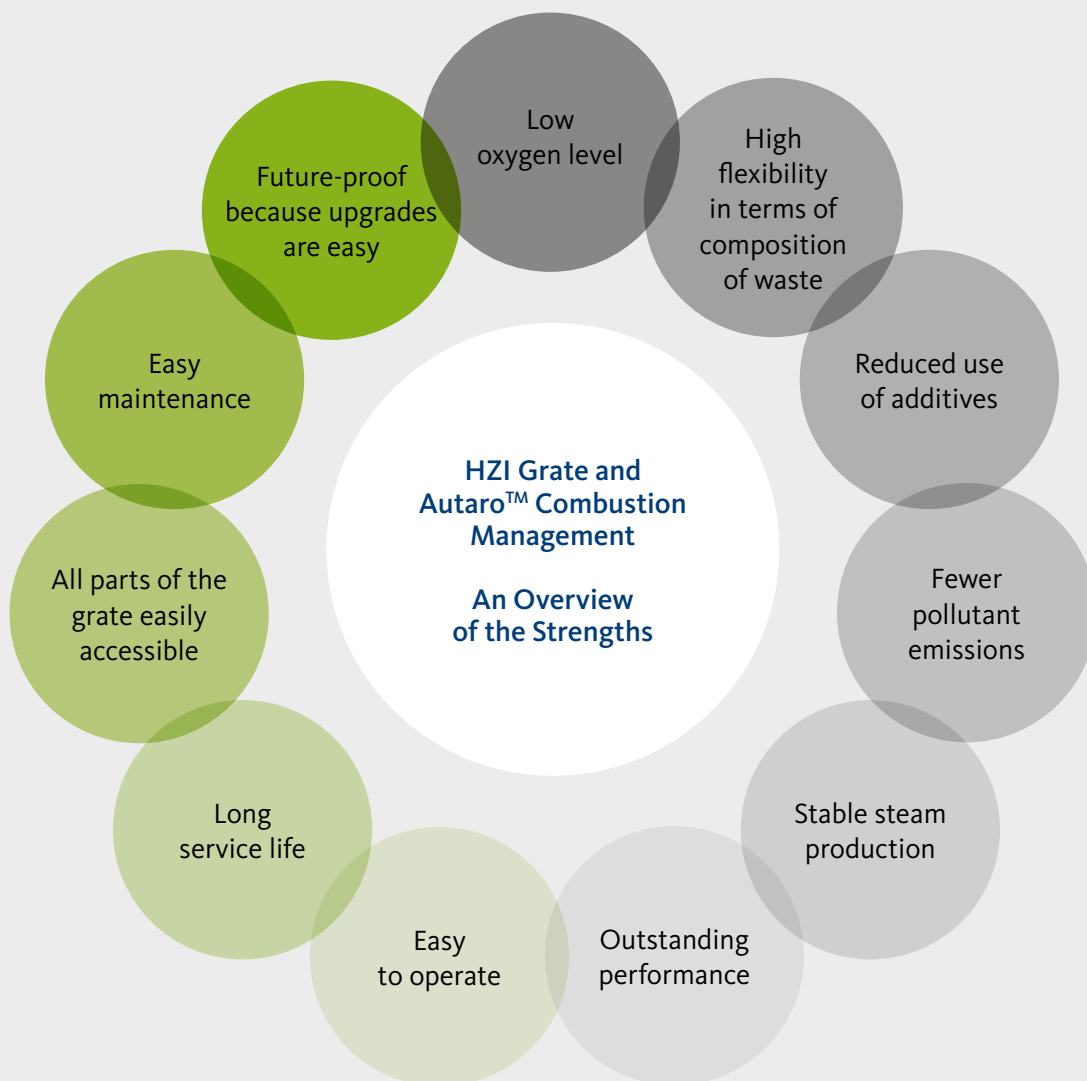 HZI Grate and
Autaro™ Combustion
Management
An Overview
of the Strengths
Low
oxygen level
High
flexibility
in terms of
composition
of waste
Reduced use
of additives
Fewer
pollutant
emissions
Stable steam
production
Outstanding
performance
Easy
to operate
Long
service life
All parts of the
grate easily
accessible
Easy
maintenance
Future-proof
because upgrades
are easy